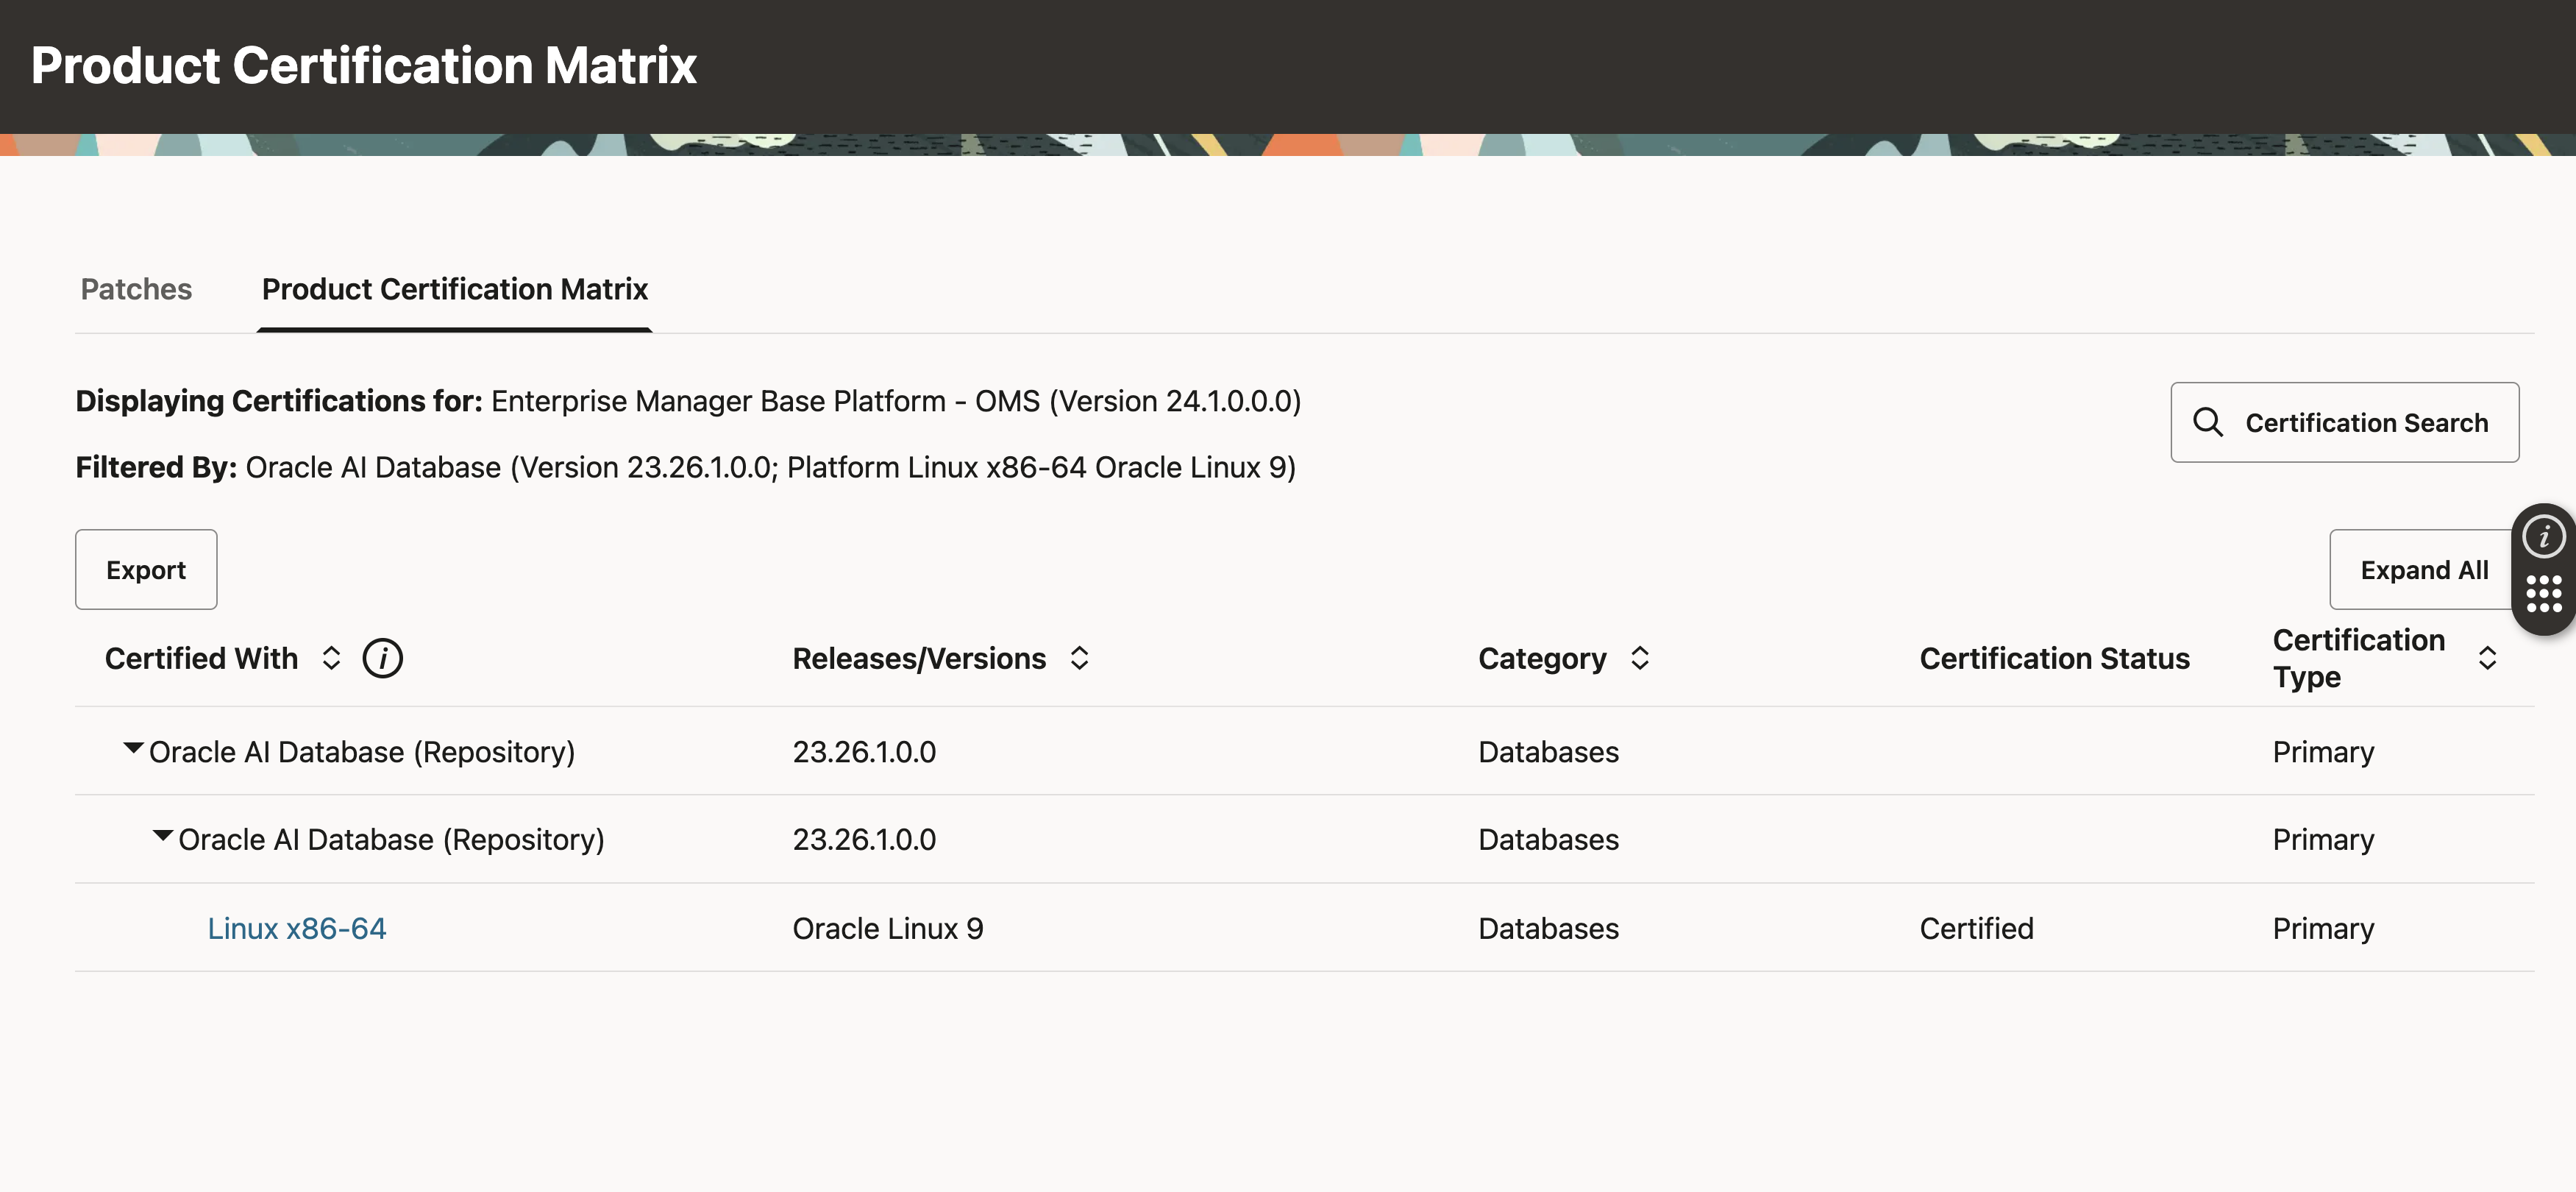 Product Certification Matrix
Patches
Product Certification Matrix
Displaying Certifications for: Enterprise Manager Base Platform - OMS (Version 24.1.0.0.0)
Certification Search
Filtered By: Oracle AI Database (Version 23.26.1.0.0; Platform Linux x86-64 Oracle Linux 9)
Export
Expand All
Certified With i Releases/Versions Category Certification Status Certification Type
Oracle AI Database (Repository) 23.26.1.0.0 Databases Primary
Oracle AI Database (Repository) 23.26.1.0.0 Databases Primary
Linux x86-64 Oracle Linux 9 Databases Certified Primary